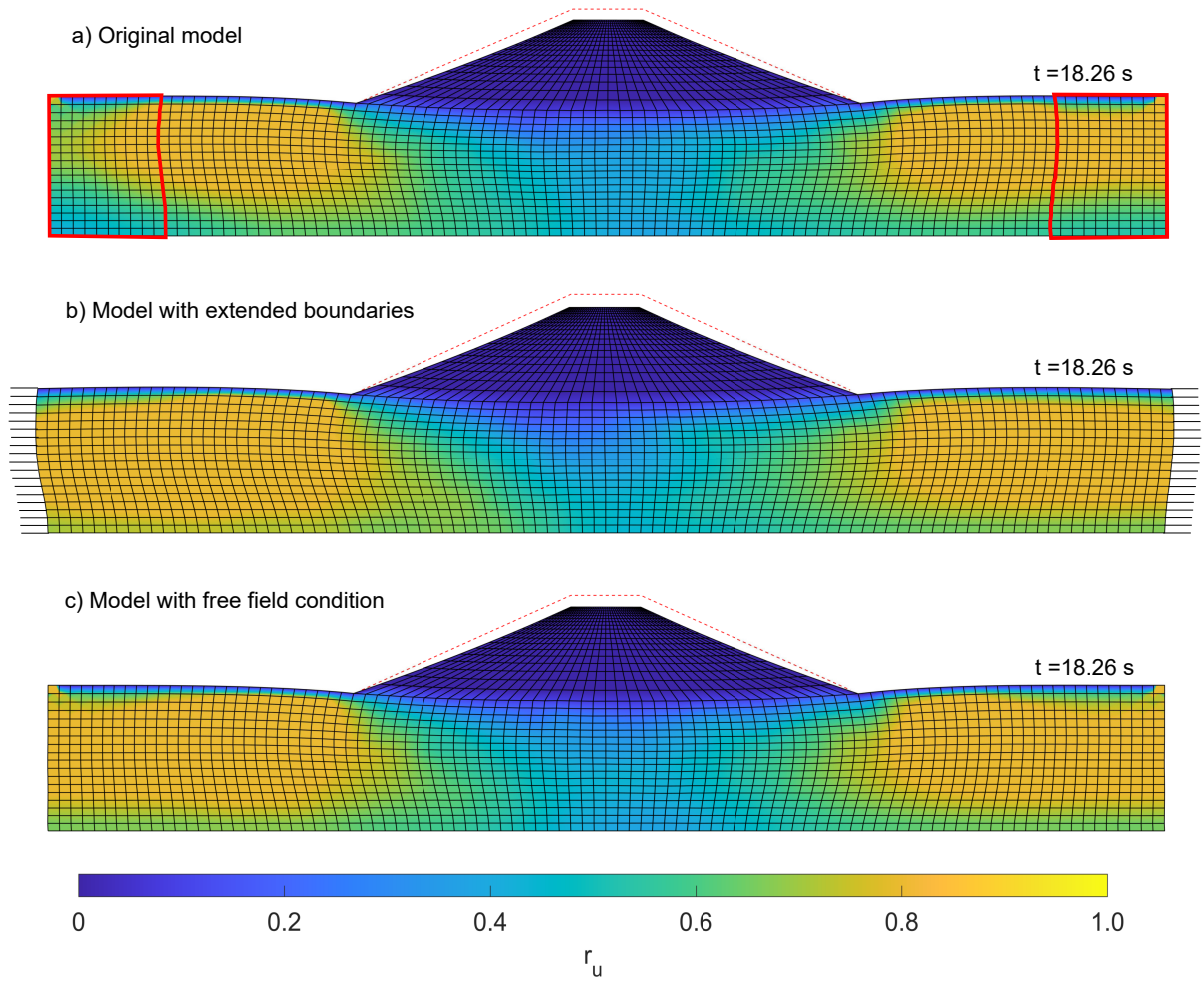 a) Original model
t =18.26 s
b) Model with extended boundaries
t =18.26 s
c) Model with free field condition
t =18.26 s
0 0.2 0.4 0.6 0.8 1.0
r_u